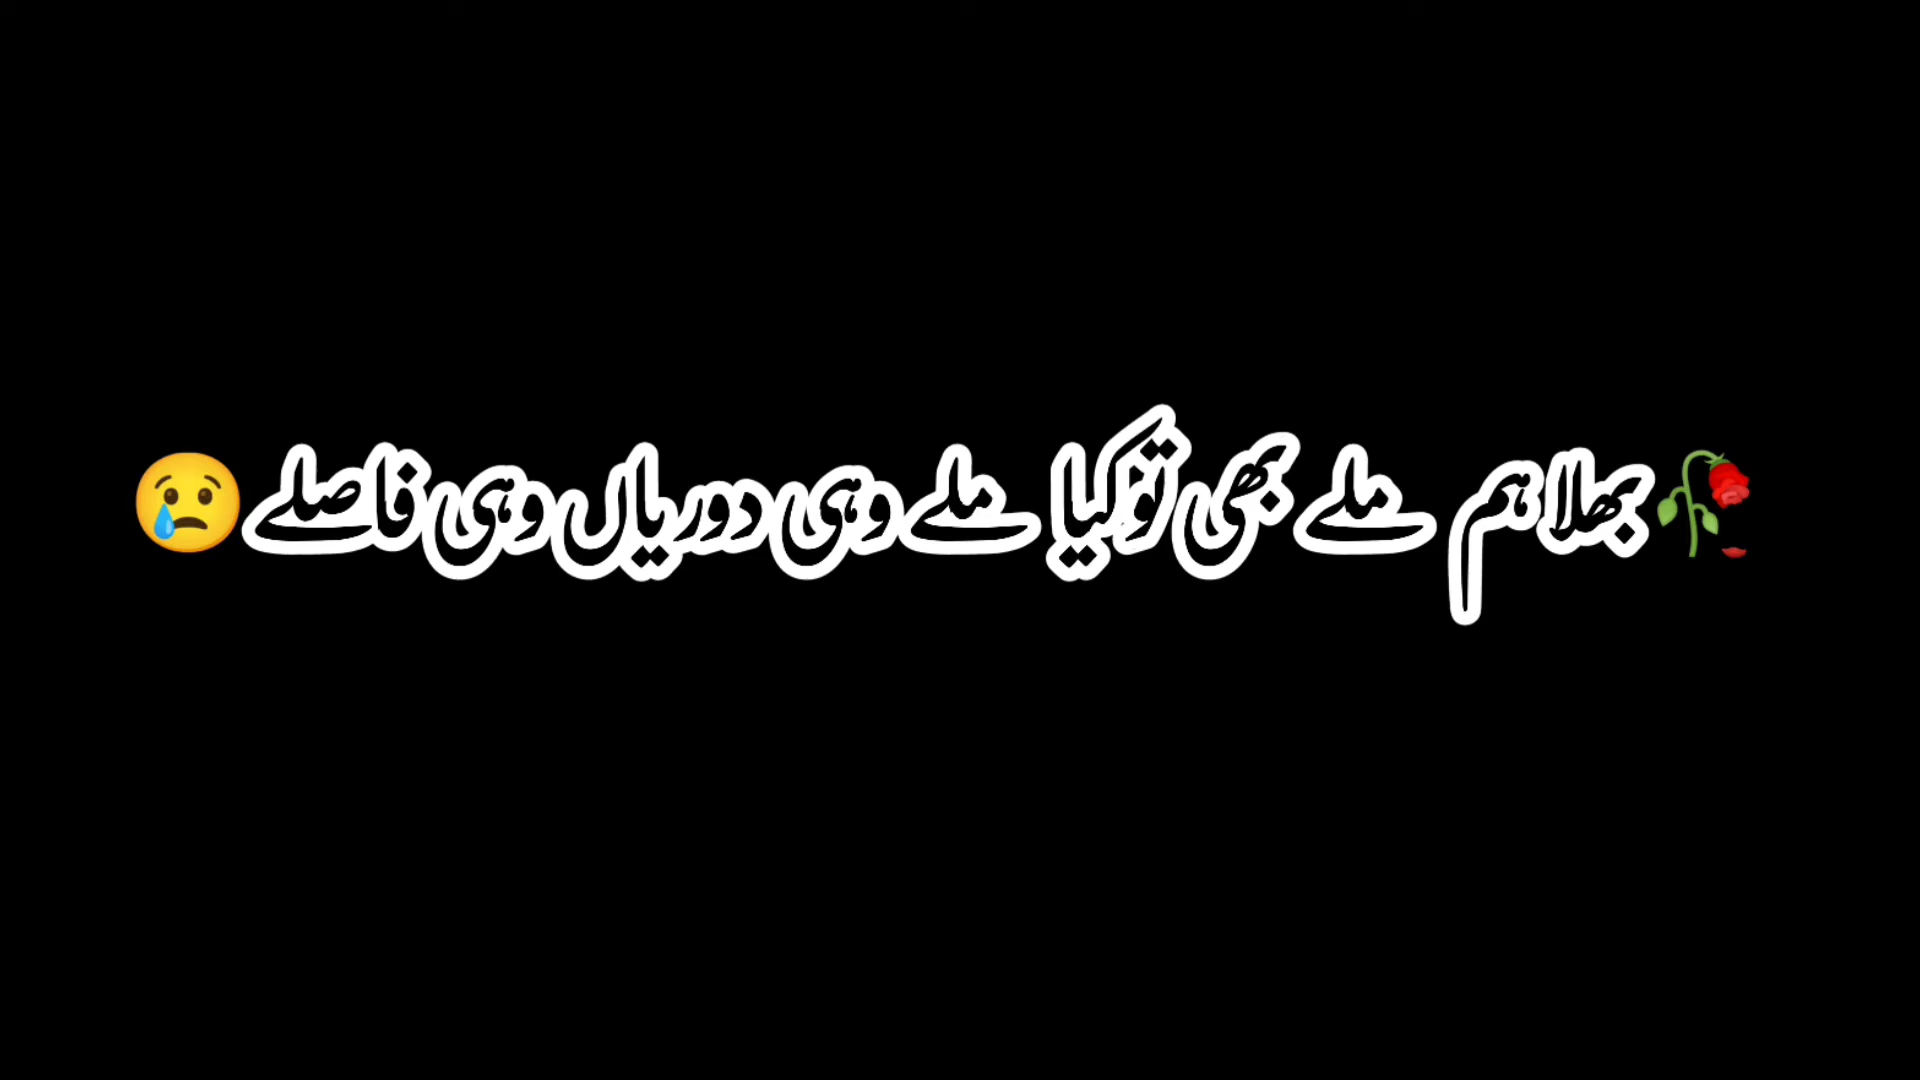 🥀بھلا ہم ملے بھی تو کیا ملے وہی دوریاں وہی فاصلے😢